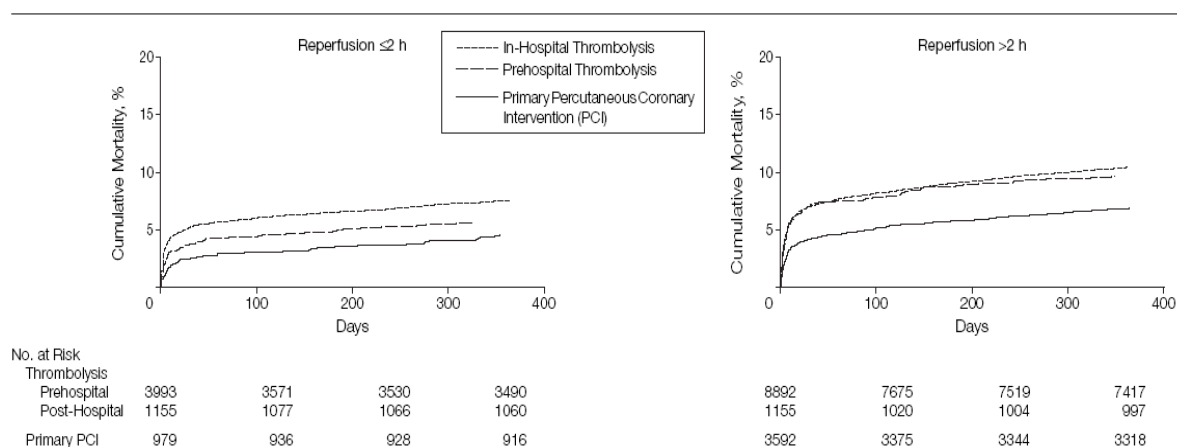 Reperfusion ≤2 h
In-Hospital Thrombolysis
Prehospital Thrombolysis
Primary Percutaneous Coronary
Intervention (PCI)
Reperfusion >2 h
Cumulative Mortality, %
20
15
10
5
0 100 200 300 400
Days
Cumulative Mortality, %
20
15
10
5
0 100 200 300 400
Days
No. at Risk
Thrombolysis
Prehospital 3993 3571 3530 3490 8892 7675 7519 7417
Post-Hospital 1155 1077 1066 1060 1155 1020 1004 997
Primary PCI 979 936 928 916 3592 3375 3344 3318